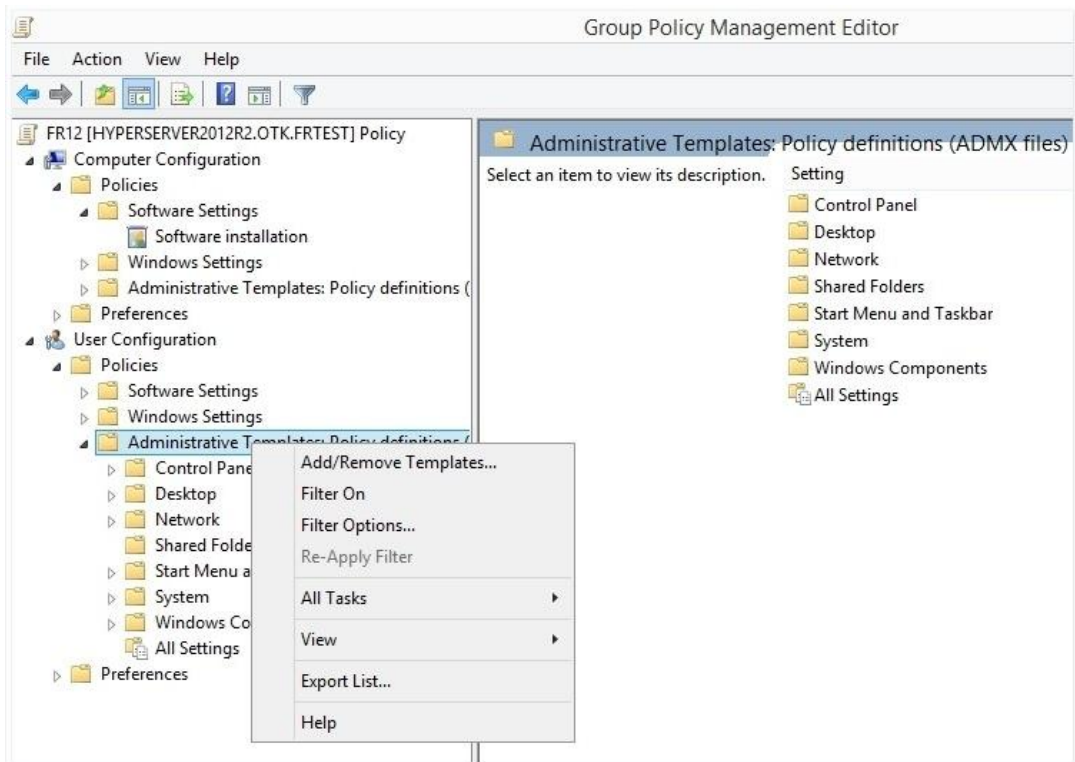 Group Policy Management Editor
File Action View Help
FR12 [HYPERSERVER2012R2.OTK.FRTEST] Policy
Computer Configuration
Policies
Software Settings
Software installation
Windows Settings
Administrative Templates: Policy definitions (
Preferences
User Configuration
Policies
Software Settings
Windows Settings
Administrative Templates: Policy definitions (
Control Pane
Desktop
Network
Shared Folde
Start Menu a
System
Windows Co
All Settings
Preferences
Add/Remove Templates...
Filter On
Filter Options...
Re-Apply Filter
All Tasks
View
Export List...
Help
Administrative Templates: Policy definitions (ADMX files)
Select an item to view its description.
Setting
Control Panel
Desktop
Network
Shared Folders
Start Menu and Taskbar
System
Windows Components
All Settings